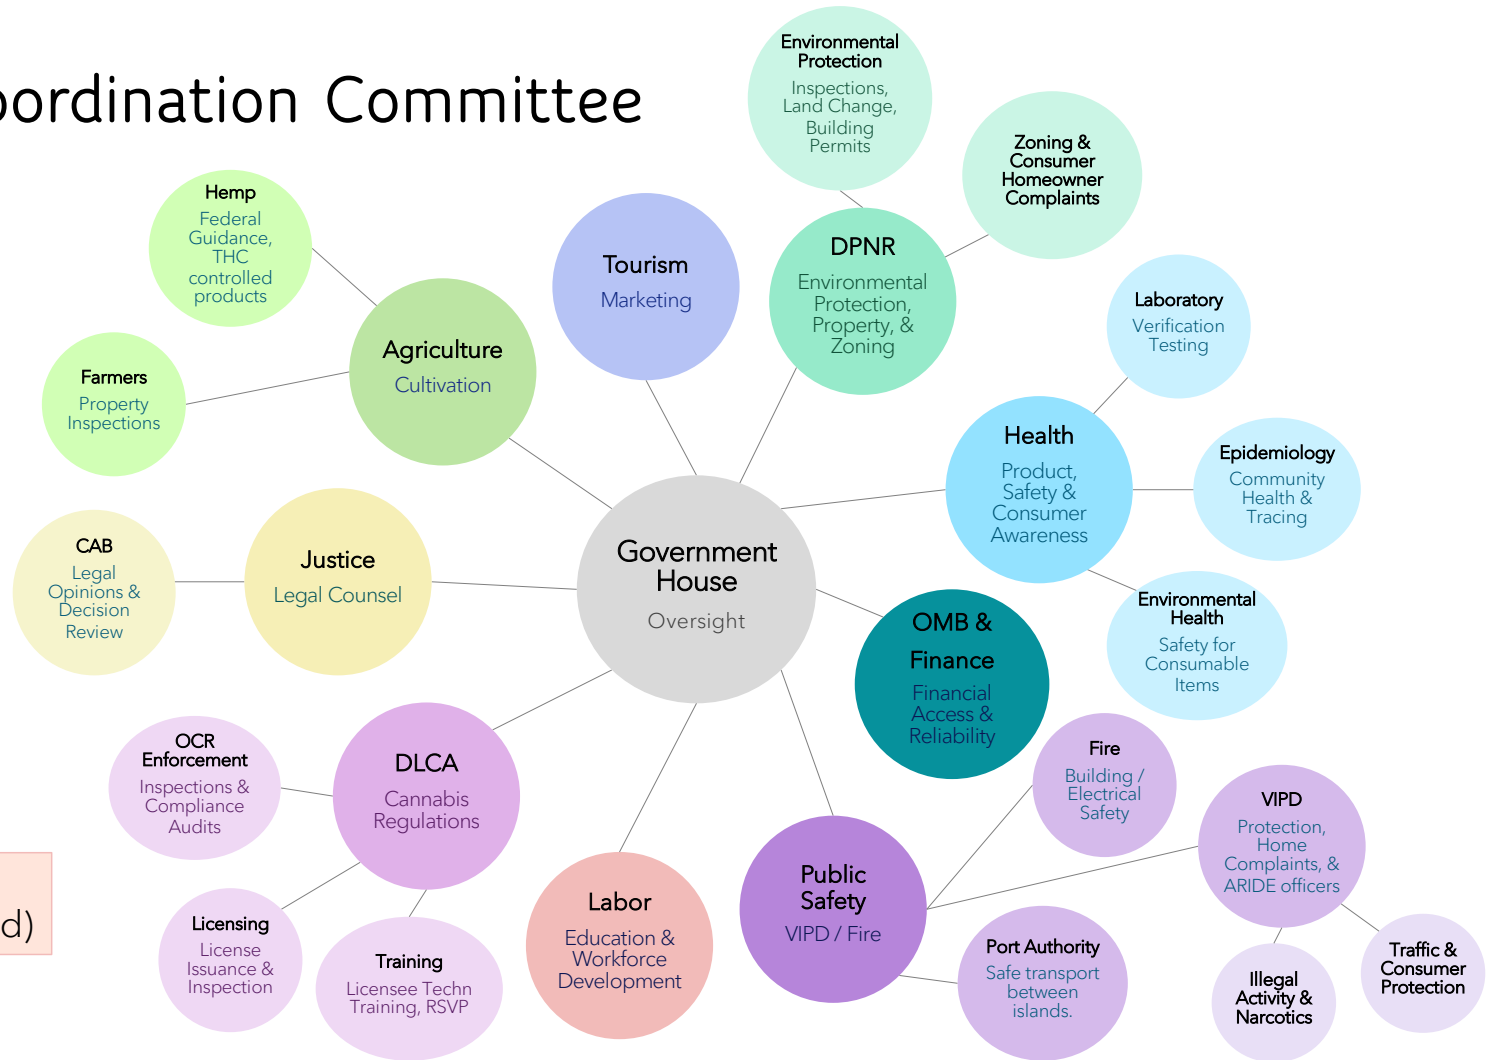 oordination Committee
Environmental
Protection
Inspections,
Land Change,
Building
Permits
Zoning &
Consumer
Homeowner
Complaints
Hemp
Federal
Guidance,
THC
controlled
products
Tourism
Marketing
DPNR
Environmental
Protection,
Property, &
Zoning
Laboratory
Verification
Testing
Agriculture
Cultivation
Farmers
Property
Inspections
Health
Product,
Safety &
Consumer
Awareness
Epidemiology
Community
Health &
Tracing
CAB
Legal
Opinions &
Decision
Review
Justice
Legal Counsel
Government
House
Oversight
Environmental
Health
Safety for
Consumable
Items
OMB &
Finance
Financial
Access &
Reliability
OCR
Enforcement
Inspections &
Compliance
Audits
DLCA
Cannabis
Regulations
Fire
Building /
Electrical
Safety
VIPD
Protection,
Home
Complaints, &
ARIDE officers
d)
Licensing
License
Issuance &
Inspection
Training
Licensee Techn
Training, RSVP
Labor
Education &
Workforce
Development
Public
Safety
VIPD / Fire
Port Authority
Safe transport
between
islands.
Illegal
Activity &
Narcotics
Traffic &
Consumer
Protection